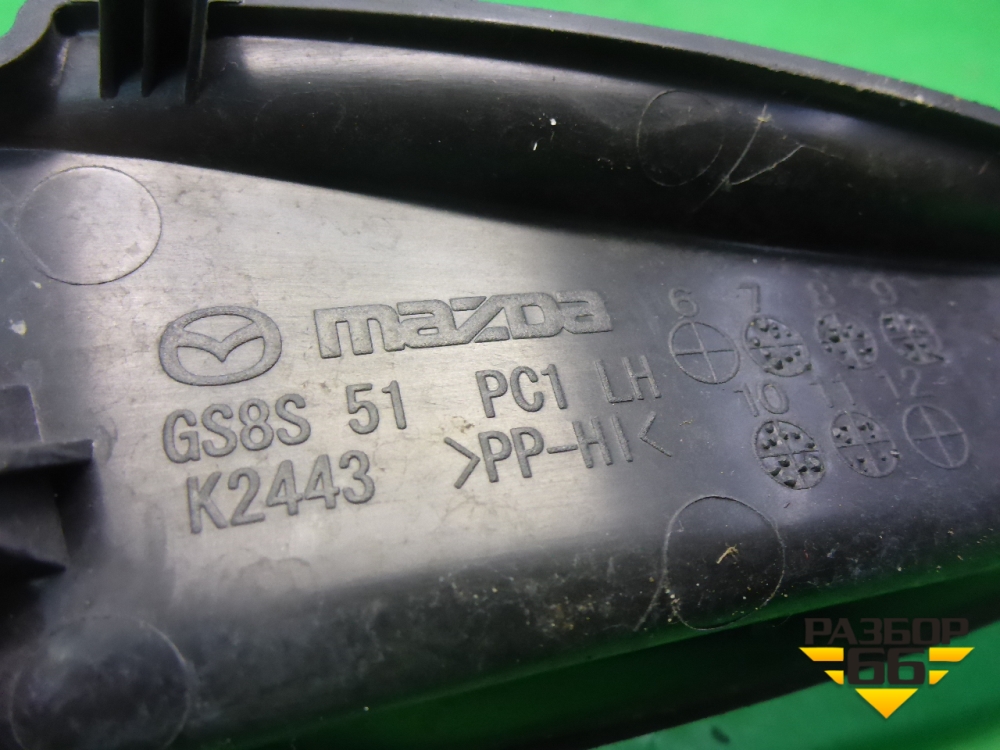 mazda
GS8S 51 PC1 LH
K2443 >PP-HI<
6 7 8 9
10 11 12
РАЗБОР
66